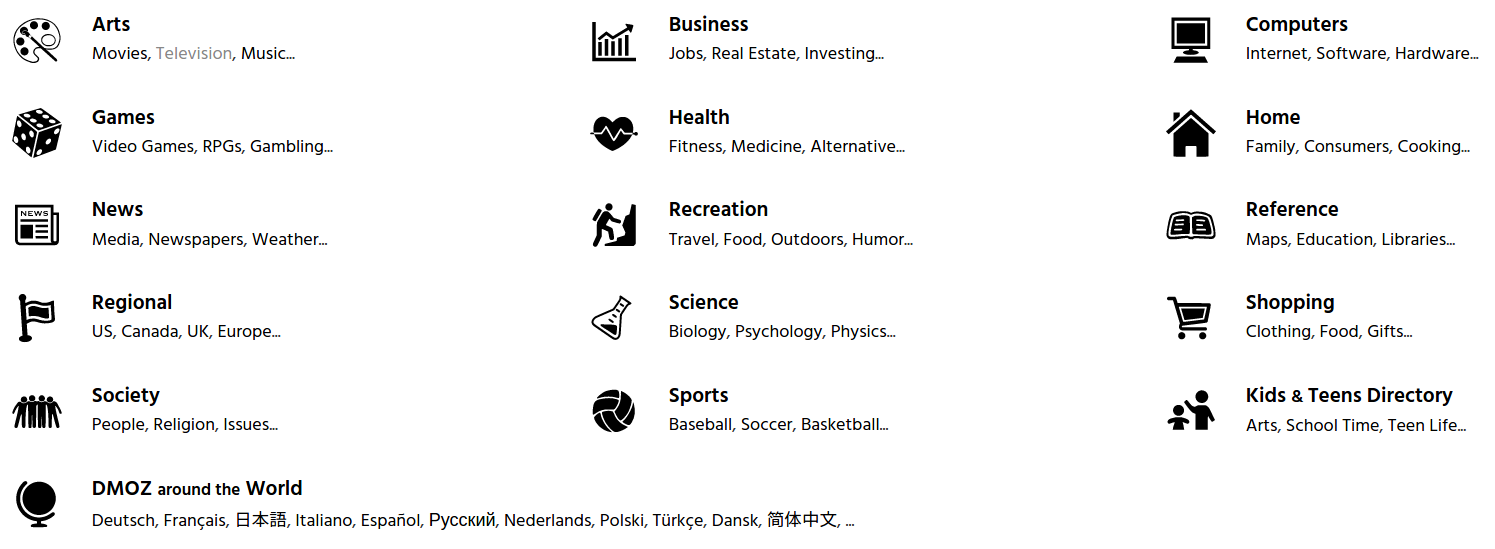 Arts
Movies, Television, Music...
Business
Jobs, Real Estate, Investing...
Computers
Internet, Software, Hardware...
Games
Video Games, RPGs, Gambling...
Health
Fitness, Medicine, Alternative...
Home
Family, Consumers, Cooking...
NEWS
News
Media, Newspapers, Weather...
Recreation
Travel, Food, Outdoors, Humor...
Reference
Maps, Education, Libraries...
Regional
US, Canada, UK, Europe...
Science
Biology, Psychology, Physics...
Shopping
Clothing, Food, Gifts...
Society
People, Religion, Issues...
Sports
Baseball, Soccer, Basketball...
Kids & Teens Directory
Arts, School Time, Teen Life...
DMOZ around the World
Deutsch, Français, 日本語, Italiano, Español, Русский, Nederlands, Polski, Türkçe, Dansk, 简体中文, ...